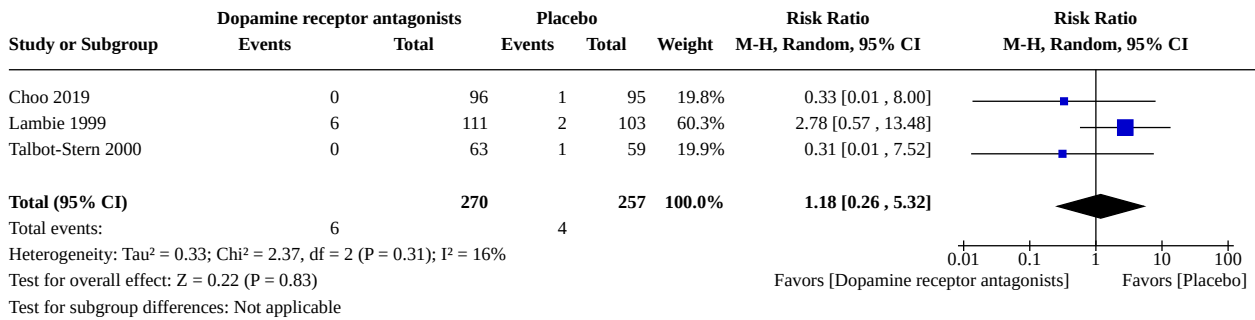 Dopamine receptor antagonists Placebo Risk Ratio Risk Ratio
Study or Subgroup Events Total Events Total Weight M-H, Random, 95% CI M-H, Random, 95% CI
Choo 2019 0 96 1 95 19.8% 0.33 [0.01 , 8.00]
Lambie 1999 6 111 2 103 60.3% 2.78 [0.57 , 13.48]
Talbot-Stern 2000 0 63 1 59 19.9% 0.31 [0.01 , 7.52]
Total (95% CI) 270 257 100.0% 1.18 [0.26 , 5.32]
Total events: 6 4
Heterogeneity: Tau² = 0.33; Chi² = 2.37, df = 2 (P = 0.31); I² = 16% 0.01 0.1 1 10 100
Test for overall effect: Z = 0.22 (P = 0.83) Favors [Dopamine receptor antagonists] Favors [Placebo]
Test for subgroup differences: Not applicable